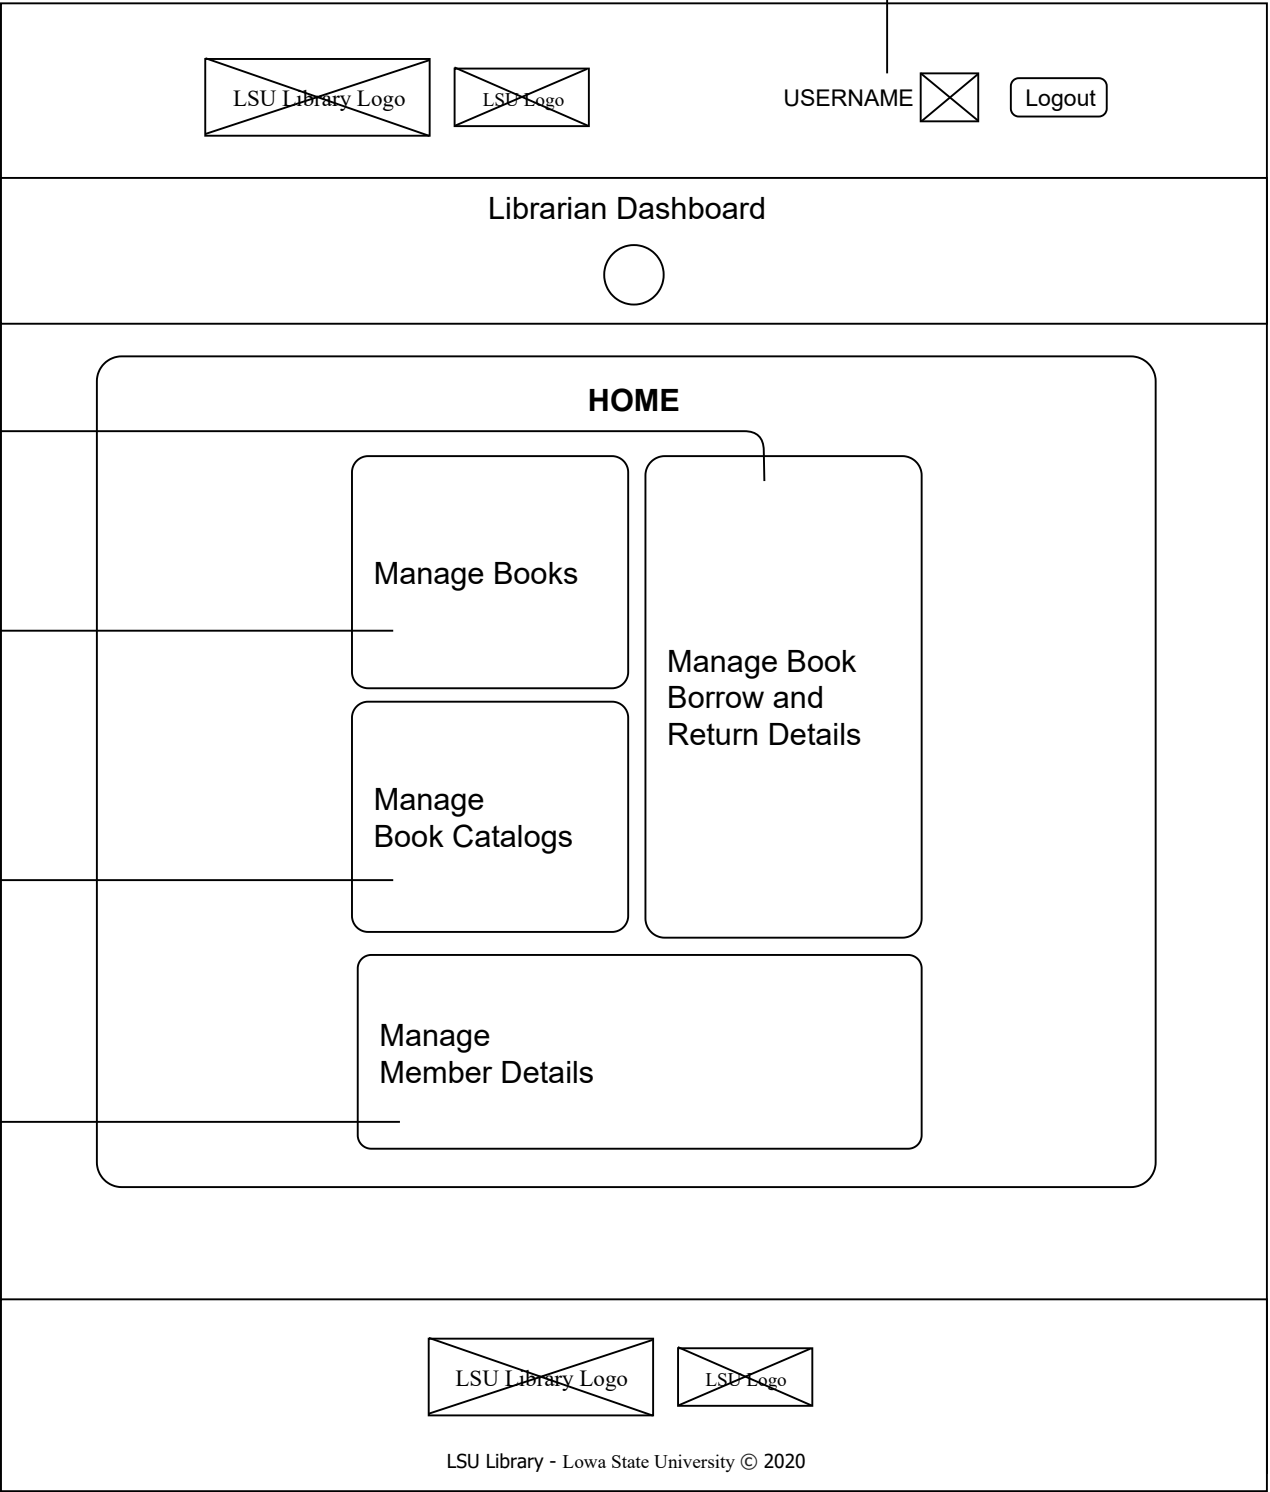 LSU Library Logo
LSU Logo
USERNAME
Logout
Librarian Dashboard
HOME
Manage Books
Manage Book
Borrow and
Return Details
Manage
Book Catalogs
Manage
Member Details
LSU Library Logo
LSU Logo
LSU Library - Lowa State University © 2020